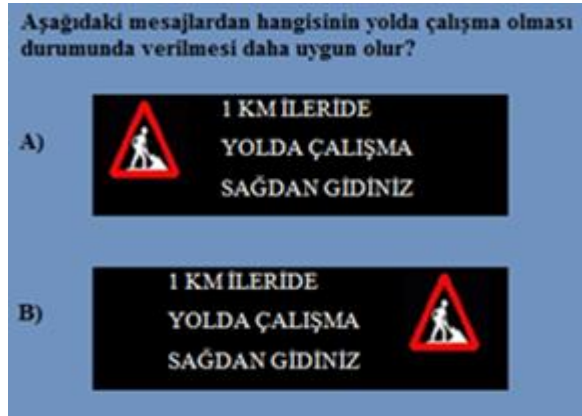 Aşağıdaki mesajlardan hangisinin yolda çalışma olması
durumunda verilmesi daha uygun olur?
A)
1 KM İLERİDE
YOLDA ÇALIŞMA
SAĞDAN GİDİNİZ
B)
1 KM İLERİDE
YOLDA ÇALIŞMA
SAĞDAN GİDİNİZ